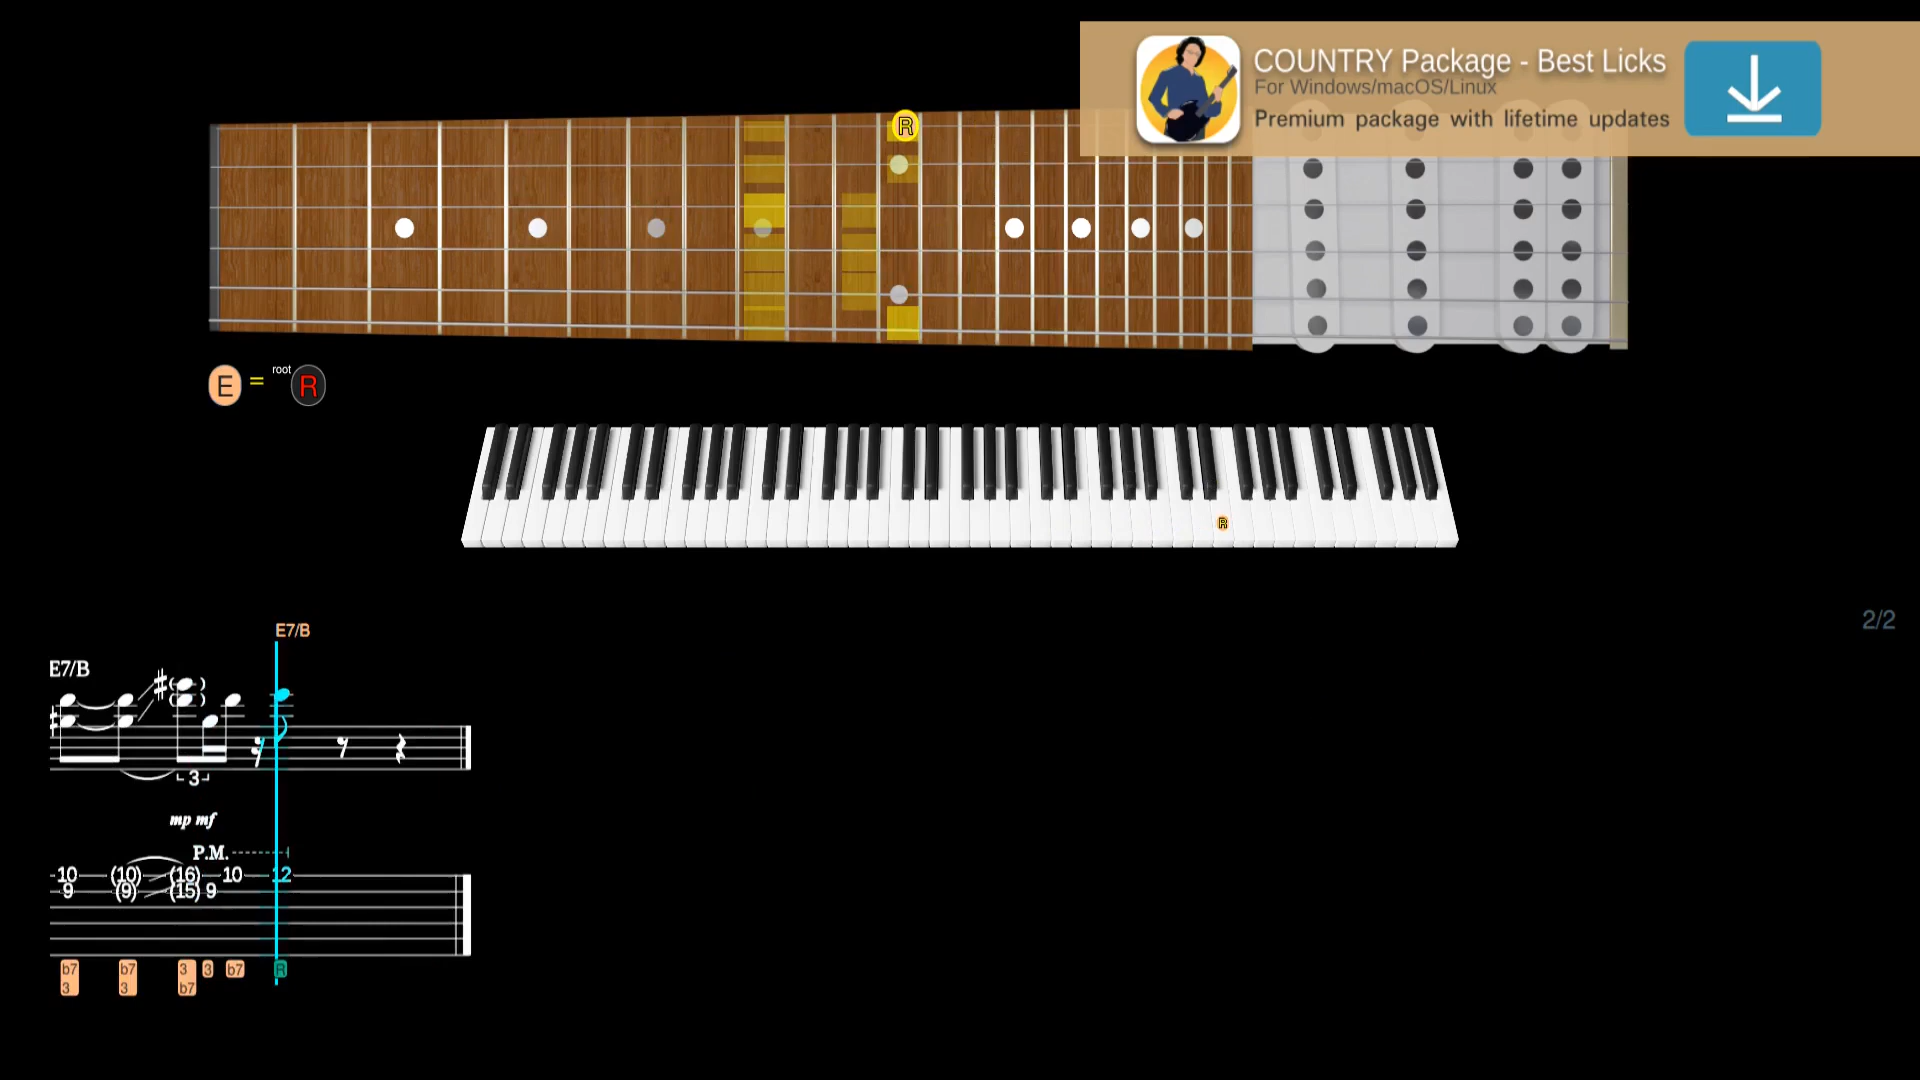 COUNTRY Package - Best Licks
For Windows/macOS/Linux
Premium package with lifetime updates
R
E = root R
R
2/2
E7/B
E7/B
3
mp mf
P.M.
10 (10) (16) 10 12
9 (9) (15) 9
b7 b7 3 3 b7 R
3 3 b7